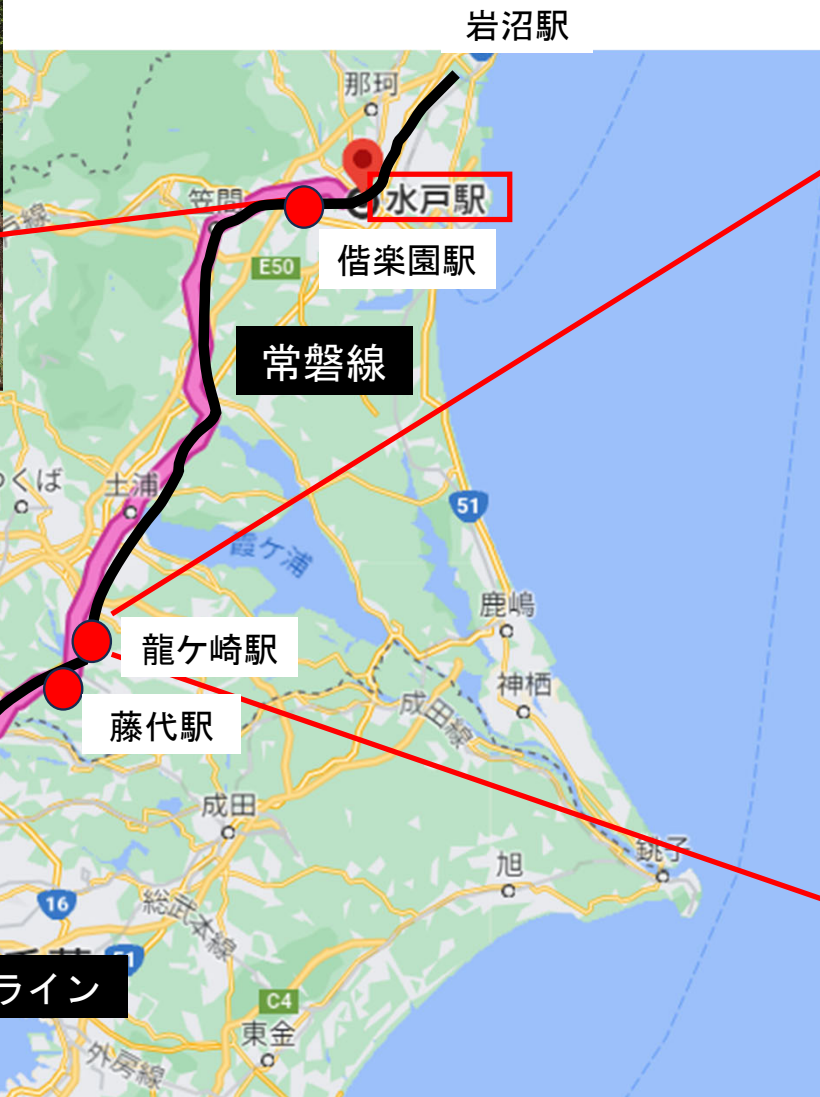 岩沼駅
那珂
笠間
水戸駅
偕楽園駅
E50
常磐線
土浦
51
霞ケ浦
鹿嶋
龍ケ崎駅
神栖
藤代駅
成田線
成田
銚子
旭
16
総武本線
ライン
C4
東金
外房線